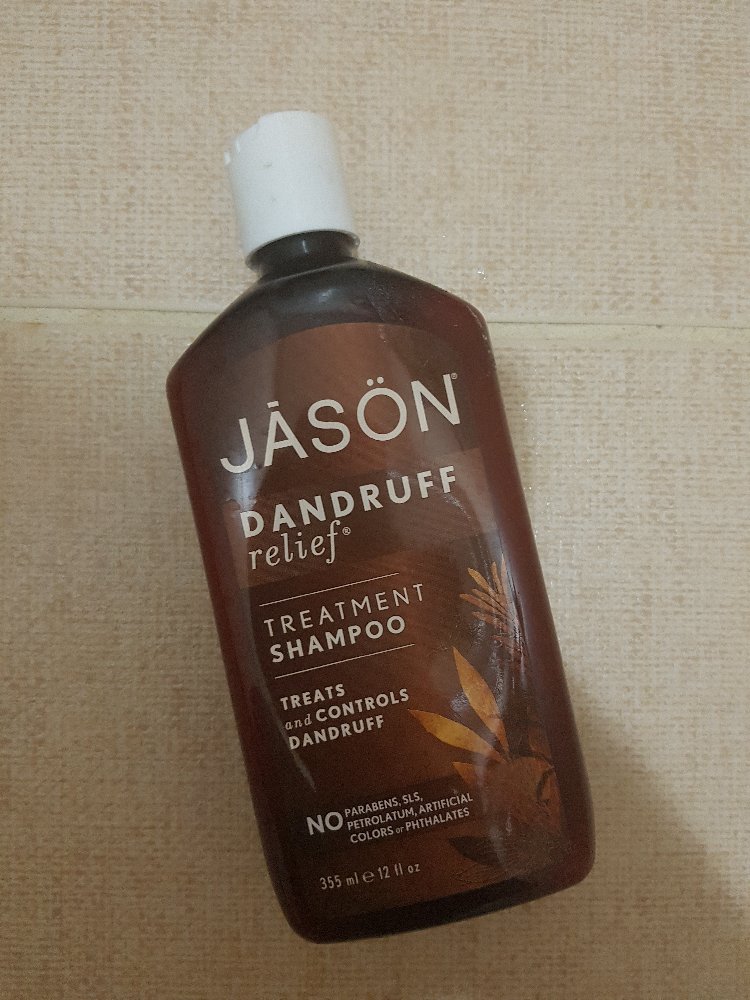 JĀSÖN®
DANDRUFF
relief®
TREATMENT
SHAMPOO
TREATS
and CONTROLS
DANDRUFF
NO PARABENS, SLS,
PETROLATUM, ARTIFICIAL
COLORS or PHTHALATES
355 ml e 12 fl oz